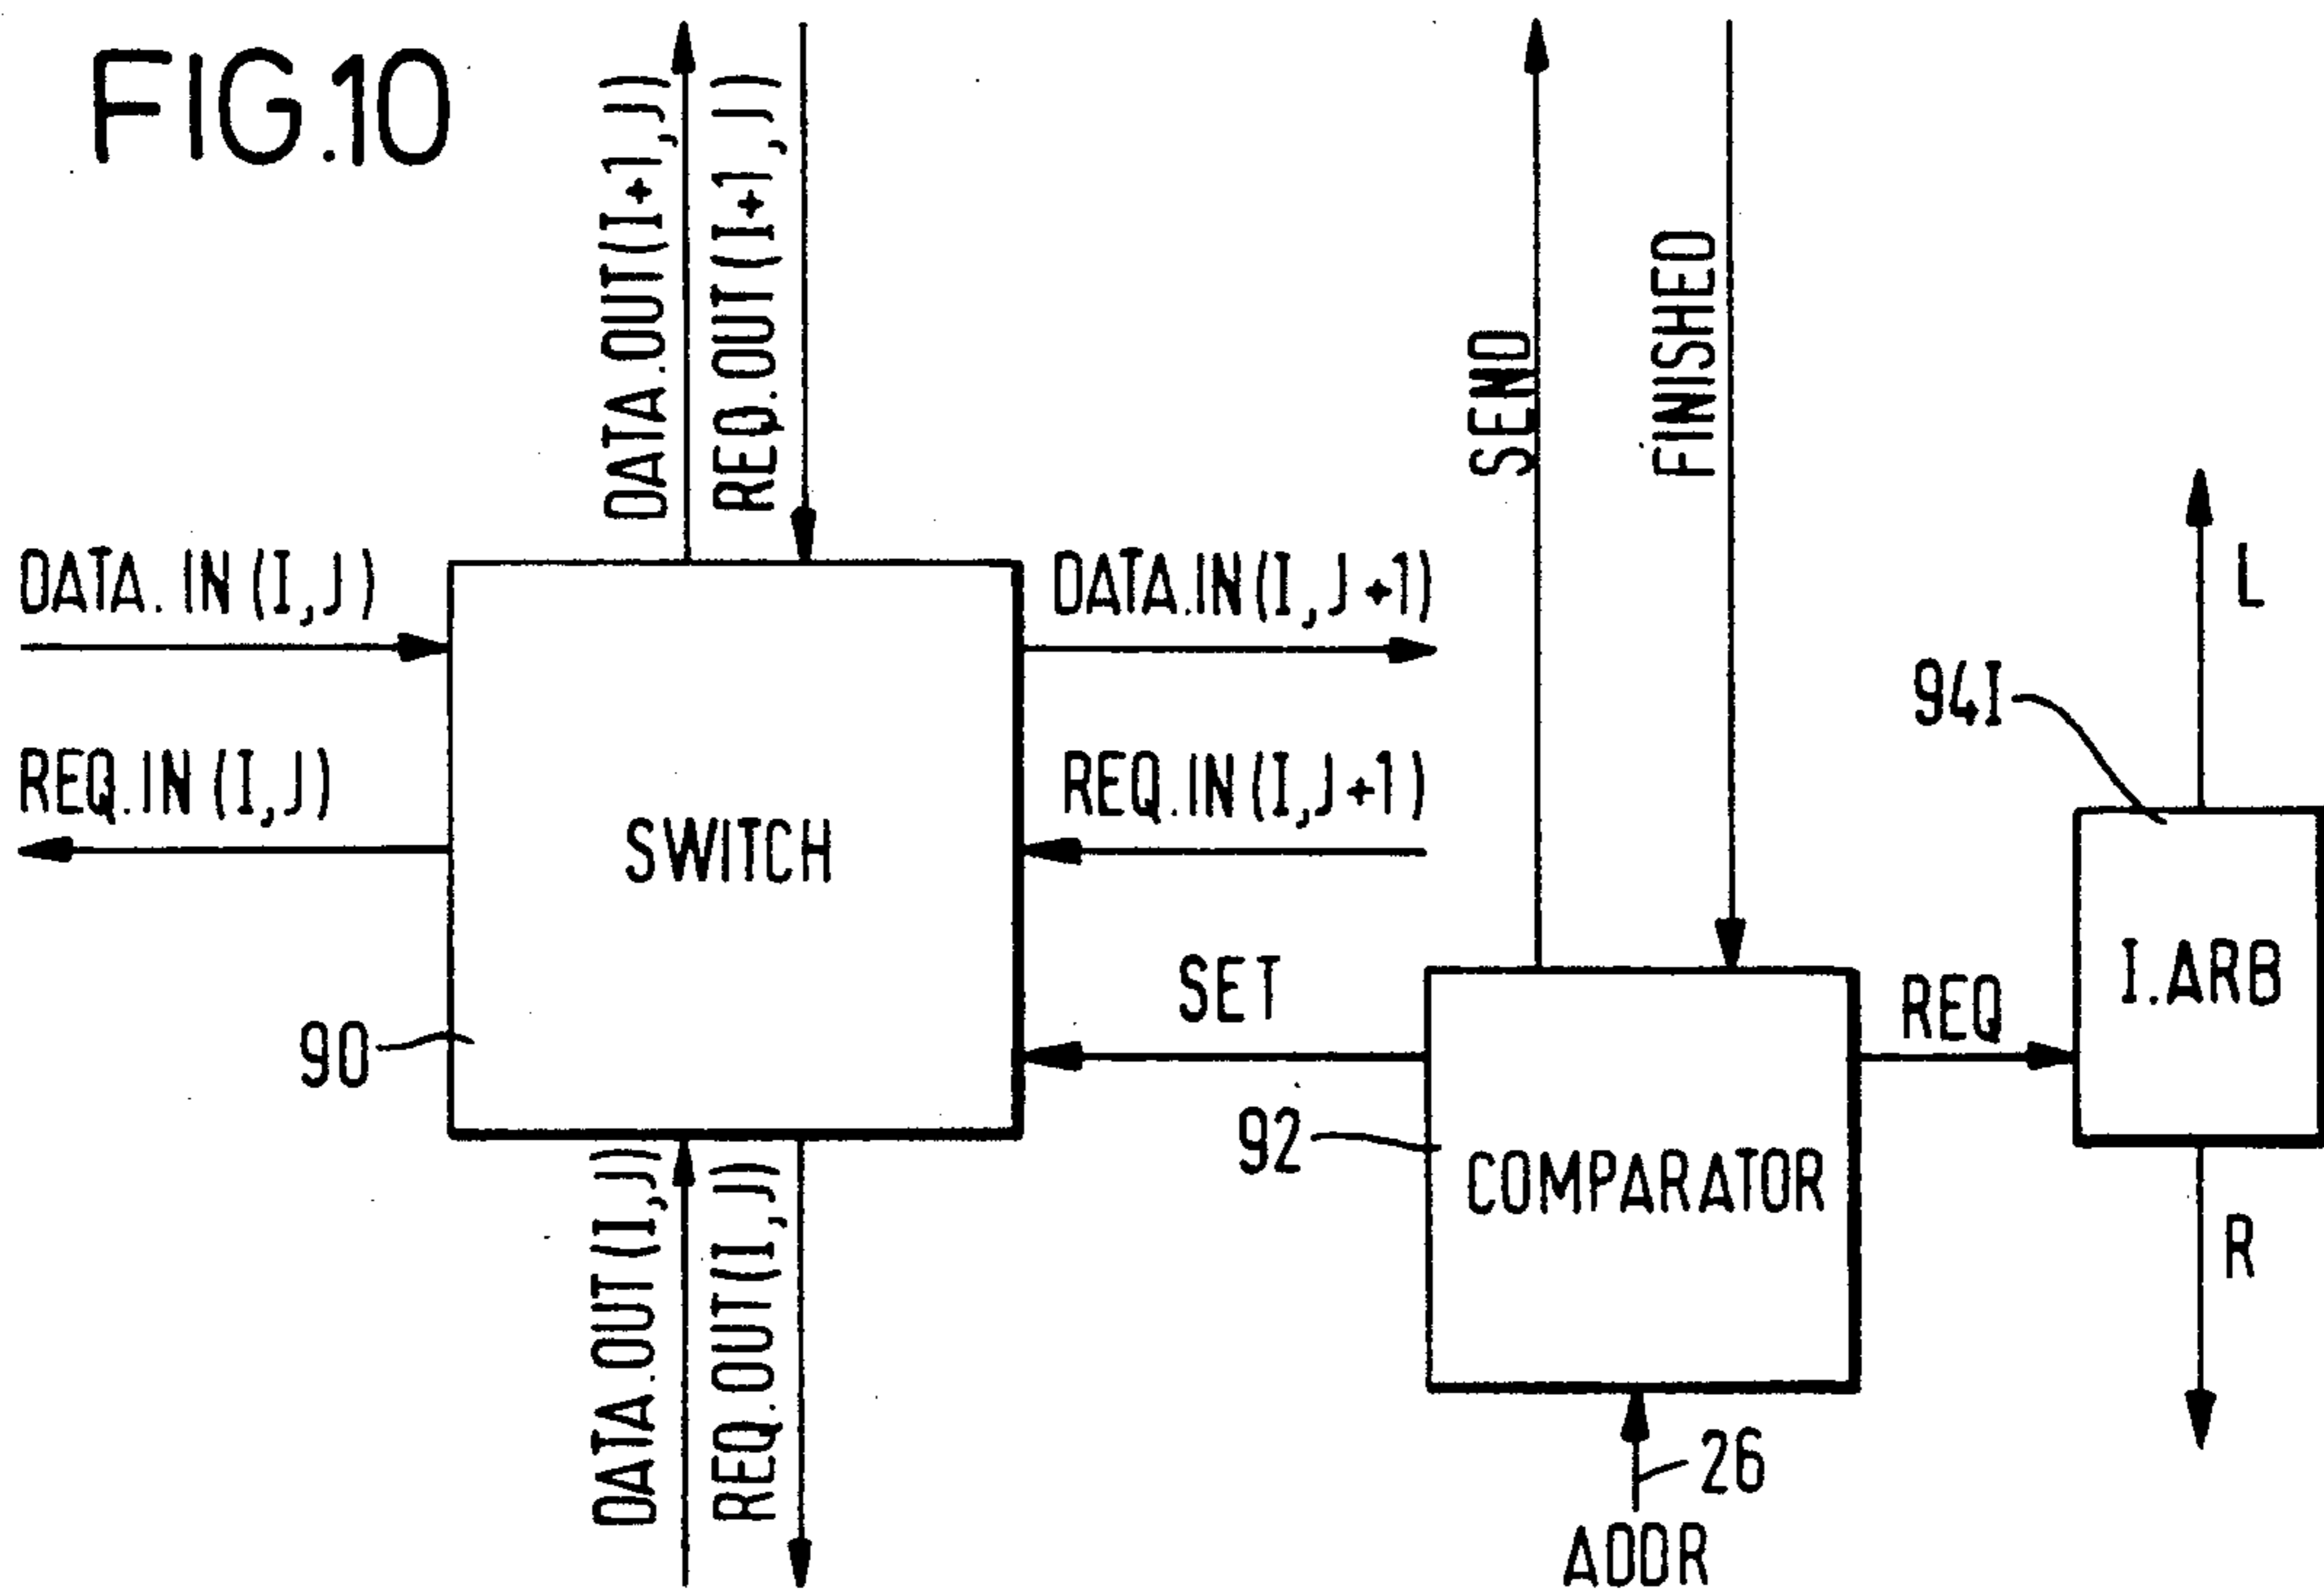 FIG.10
DATA.OUT(I+1,J)
REQ.OUT(I+1,J)
SEND
FINISHED
DATA.IN(I,J)
DATA.IN(I,J+1)
L
94I
REQ.IN(I,J)
REQ.IN(I,J+1)
SWITCH
SET
I.ARB
REQ
90
92
COMPARATOR
DATA.OUT(I,J)
REQ.OUT(I,J)
R
26
ADDR